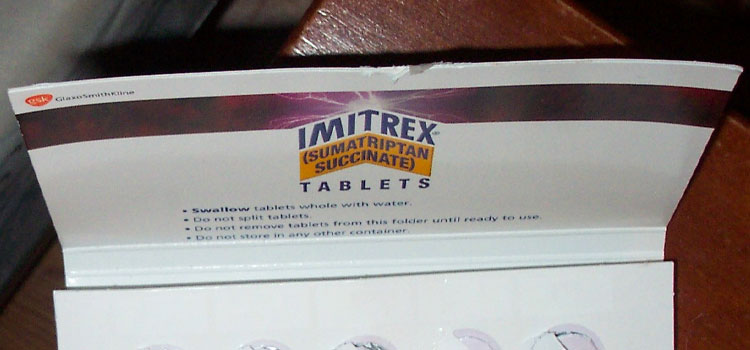 gsk GlaxoSmithKline
IMITREX®
(SUMATRIPTAN
SUCCINATE)
TABLETS
• Swallow tablets whole with water.
• Do not split tablets.
• Do not remove tablets from this folder until ready to use.
• Do not store in any other container.